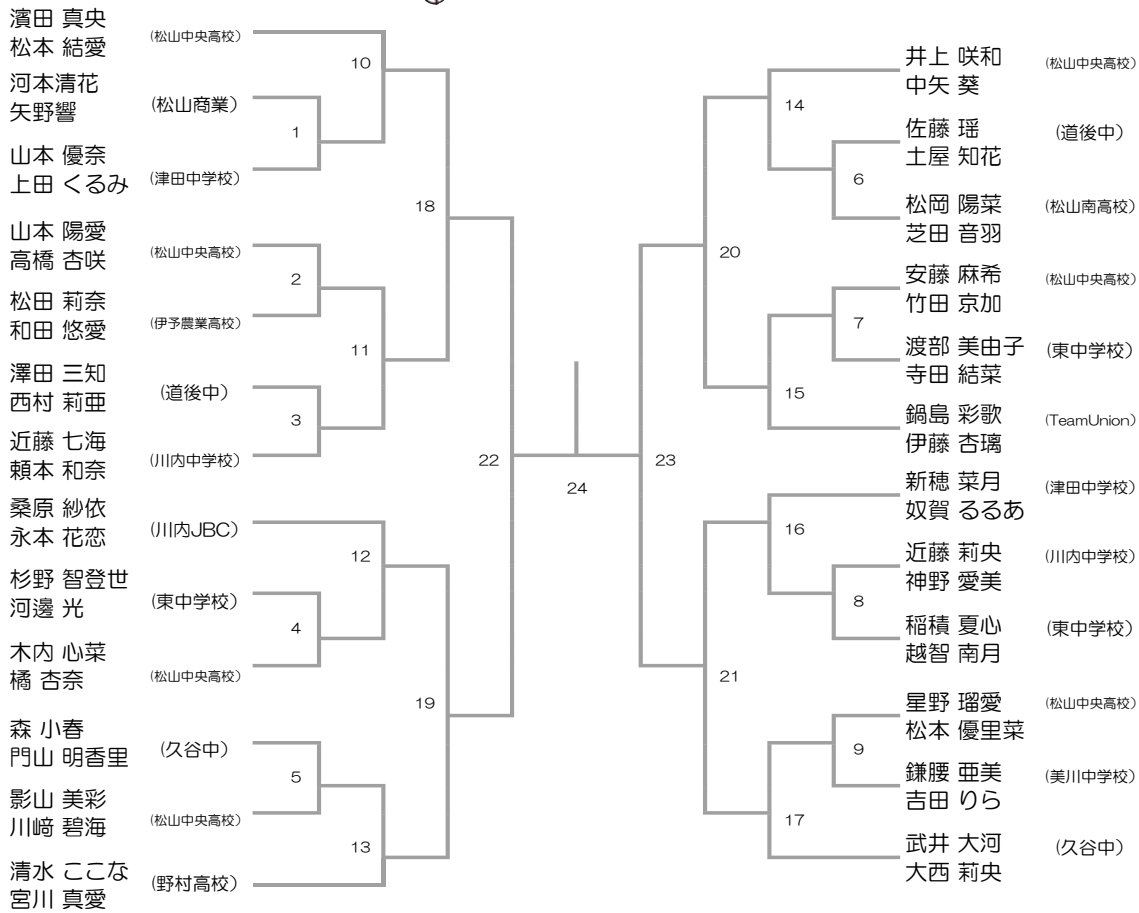 濱田 真央
松本 結愛
(松山中央高校)
河本清花
矢野響
(松山商業)
山本 優奈
上田 くるみ
(津田中学校)
山本 陽愛
高橋 杏咲
(松山中央高校)
松田 莉奈
和田 悠愛
(伊予農業高校)
澤田 三知
西村 莉亜
(道後中)
近藤 七海
頼本 和奈
(川内中学校)
桑原 紗依
永本 花恋
(川内JBC)
杉野 智登世
河邊 光
(東中学校)
木内 心菜
橘 杏奈
(松山中央高校)
森 小春
門山 明香里
(久谷中)
影山 美彩
川﨑 碧海
(松山中央高校)
清水 ここな
宮川 真愛
(野村高校)
1
2
3
4
5
10
11
12
13
18
19
22
24
23
20
21
14
15
16
17
6
7
8
9
井上 咲和
中矢 葵
(松山中央高校)
佐藤 瑶
土屋 知花
(道後中)
松岡 陽菜
芝田 音羽
(松山南高校)
安藤 麻希
竹田 京加
(松山中央高校)
渡部 美由子
寺田 結菜
(東中学校)
鍋島 彩歌
伊藤 杏璃
(TeamUnion)
新穂 菜月
奴賀 るるあ
(津田中学校)
近藤 莉央
神野 愛美
(川内中学校)
稲積 夏心
越智 南月
(東中学校)
星野 瑠愛
松本 優里菜
(松山中央高校)
鎌腰 亜美
吉田 りら
(美川中学校)
武井 大河
大西 莉央
(久谷中)